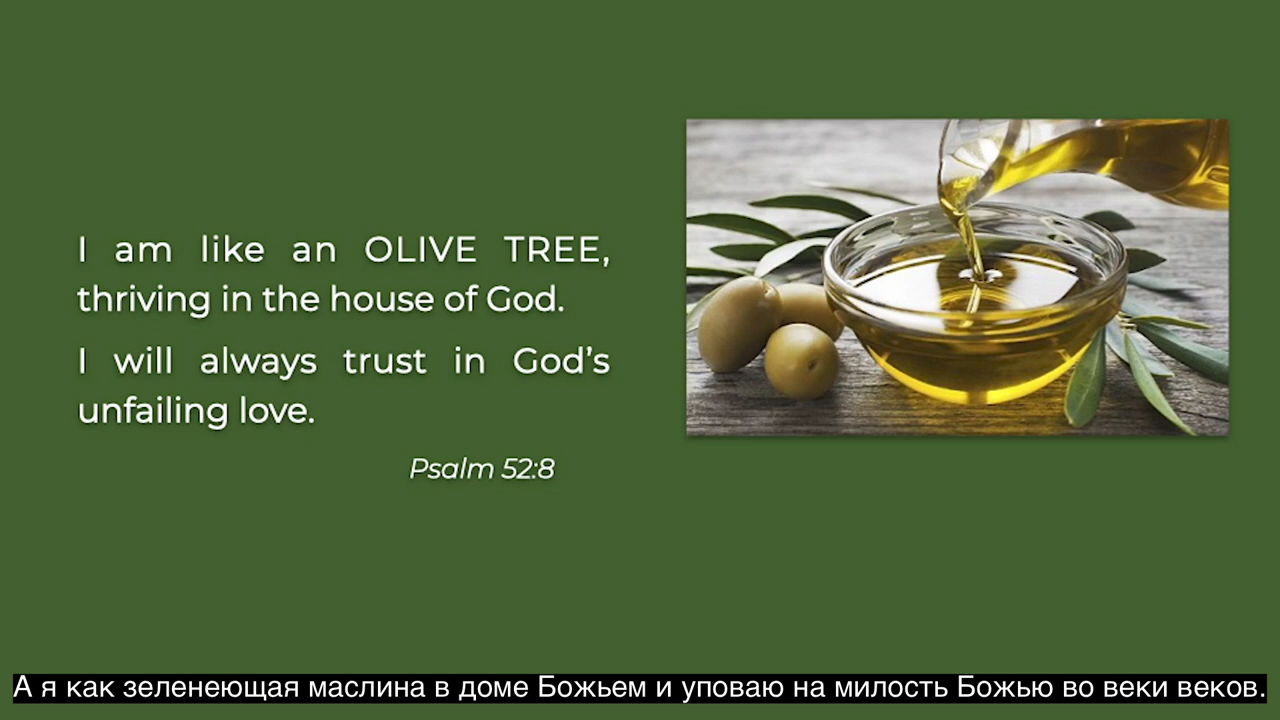 I am like an OLIVE TREE,
thriving in the house of God.
I will always trust in God’s
unfailing love.
Psalm 52:8
А я как зеленеющая маслина в доме Божьем и уповаю на милость Божью во веки веков.